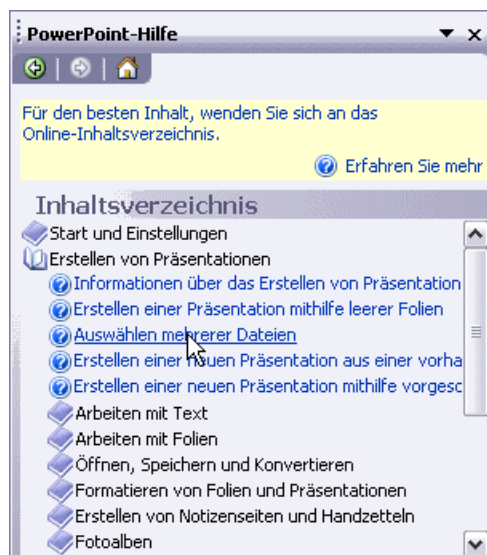 PowerPoint-Hilfe
Für den besten Inhalt, wenden Sie sich an das
Online-Inhaltsverzeichnis.
Erfahren Sie mehr
Inhaltsverzeichnis
Start und Einstellungen
Erstellen von Präsentationen
Informationen über das Erstellen von Präsentation
Erstellen einer Präsentation mithilfe leerer Folien
Auswählen mehrerer Dateien
Erstellen einer neuen Präsentation aus einer vorha
Erstellen einer neuen Präsentation mithilfe vorgesc
Arbeiten mit Text
Arbeiten mit Folien
Öffnen, Speichern und Konvertieren
Formatieren von Folien und Präsentationen
Erstellen von Notizenseiten und Handzetteln
Fotoalben